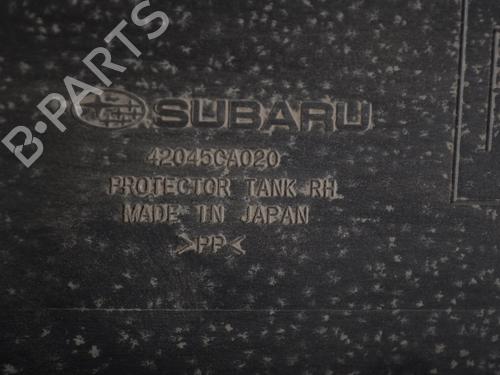 SUBARU
42045CA020
PROTECTOR TANK RH
MADE IN JAPAN
>PP<
B-PARTS